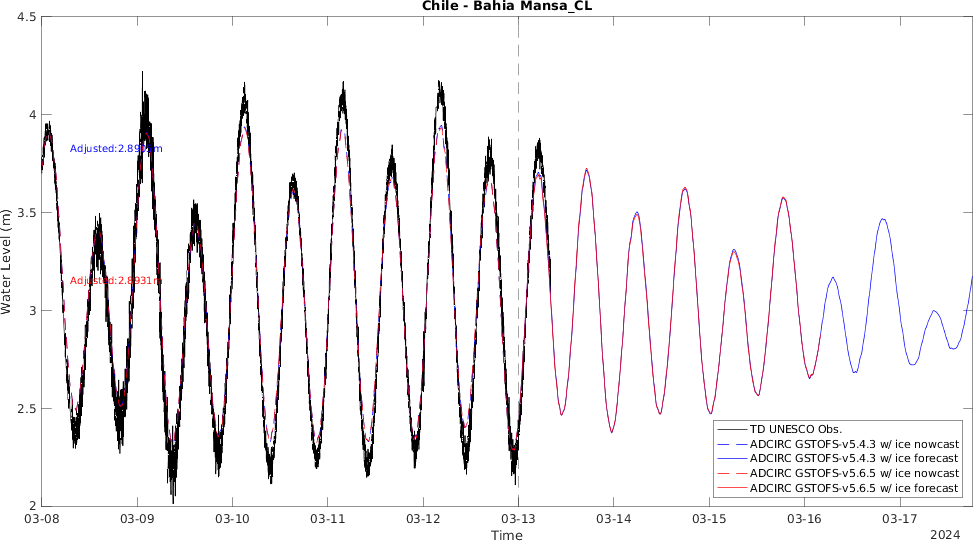 Chile - Bahia Mansa_CL
4.5
4
3.5
3
2.5
2
Water Level (m)
Adjusted:2.89
Adjusted:2.8931m
TD UNESCO Obs.
ADCIRC GSTOFS-v5.4.3 w/ ice nowcast
ADCIRC GSTOFS-v5.4.3 w/ ice forecast
ADCIRC GSTOFS-v5.6.5 w/ ice nowcast
ADCIRC GSTOFS-v5.6.5 w/ ice forecast
03-08 03-09 03-10 03-11 03-12 03-13 03-14 03-15 03-16 03-17
Time
2024